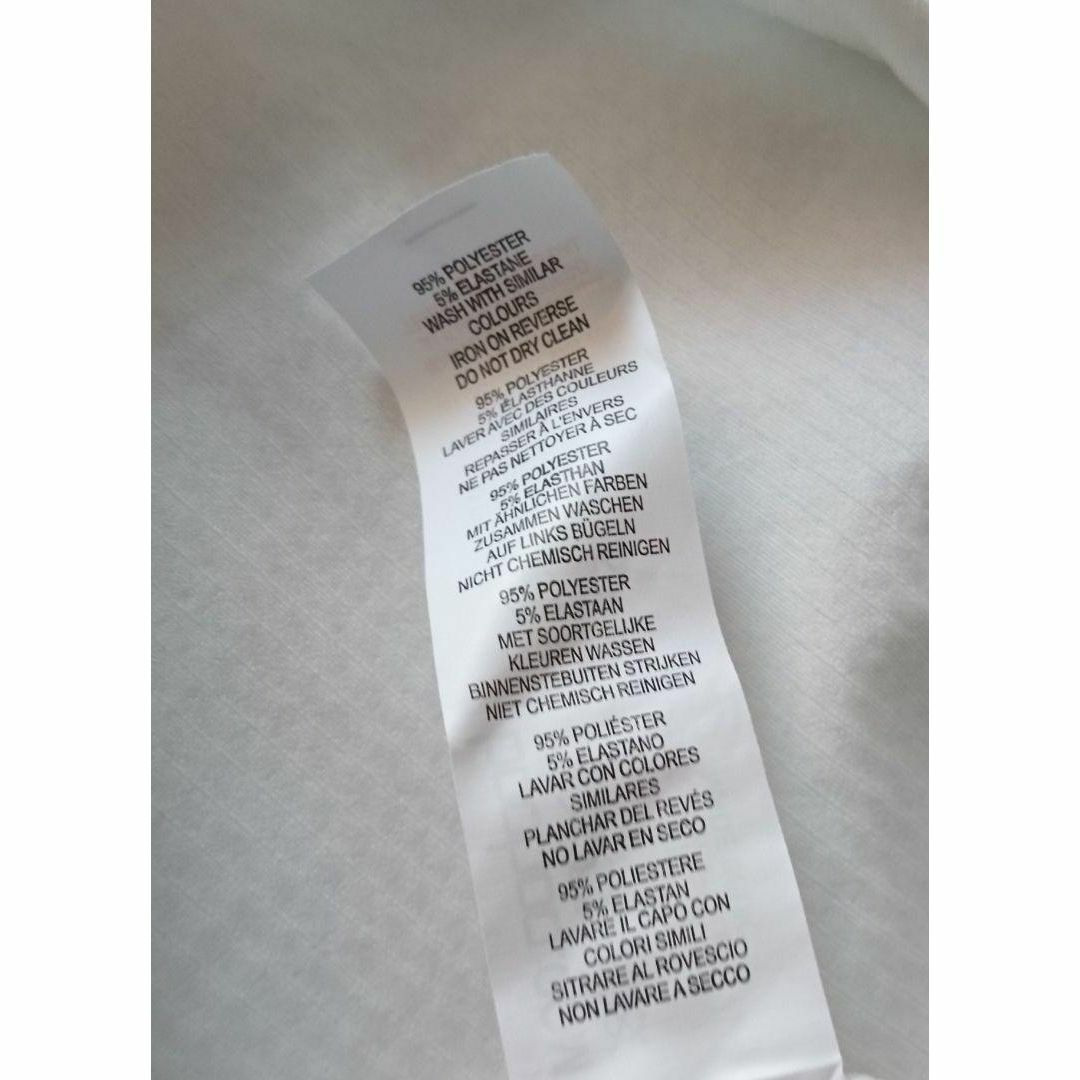 95% POLYESTER
5% ELASTANE
WASH WITH SIMILAR
COLOURS
IRON ON REVERSE
DO NOT DRY CLEAN
95% POLYESTER
5% ÉLASTHANNE
LAVER AVEC DES COULEURS
SIMILAIRES
REPASSER À L'ENVERS
NE PAS NETTOYER À SEC
95% POLYESTER
5% ELASTHAN
MIT ÄHNLICHEN FARBEN
ZUSAMMEN WASCHEN
AUF LINKS BÜGELN
NICHT CHEMISCH REINIGEN
95% POLYESTER
5% ELASTAAN
MET SOORTGELIJKE
KLEUREN WASSEN
BINNENSTEBUITEN STRIJKEN
NIET CHEMISCH REINIGEN
95% POLIÉSTER
5% ELASTANO
LAVAR CON COLORES
SIMILARES
PLANCHAR DEL REVÉS
NO LAVAR EN SECO
95% POLIESTERE
5% ELASTAN
LAVARE IL CAPO CON
COLORI SIMILI
SITRARE AL ROVESCIO
NON LAVARE A SECCO